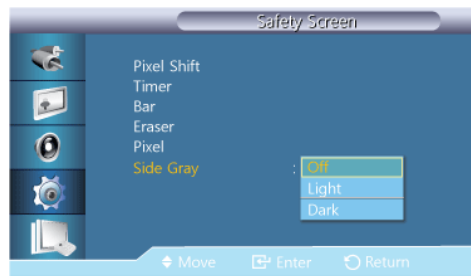 Safety Screen
Pixel Shift
Timer
Bar
Eraser
Pixel
Side Gray : Off
Light
Dark
Move Enter Return